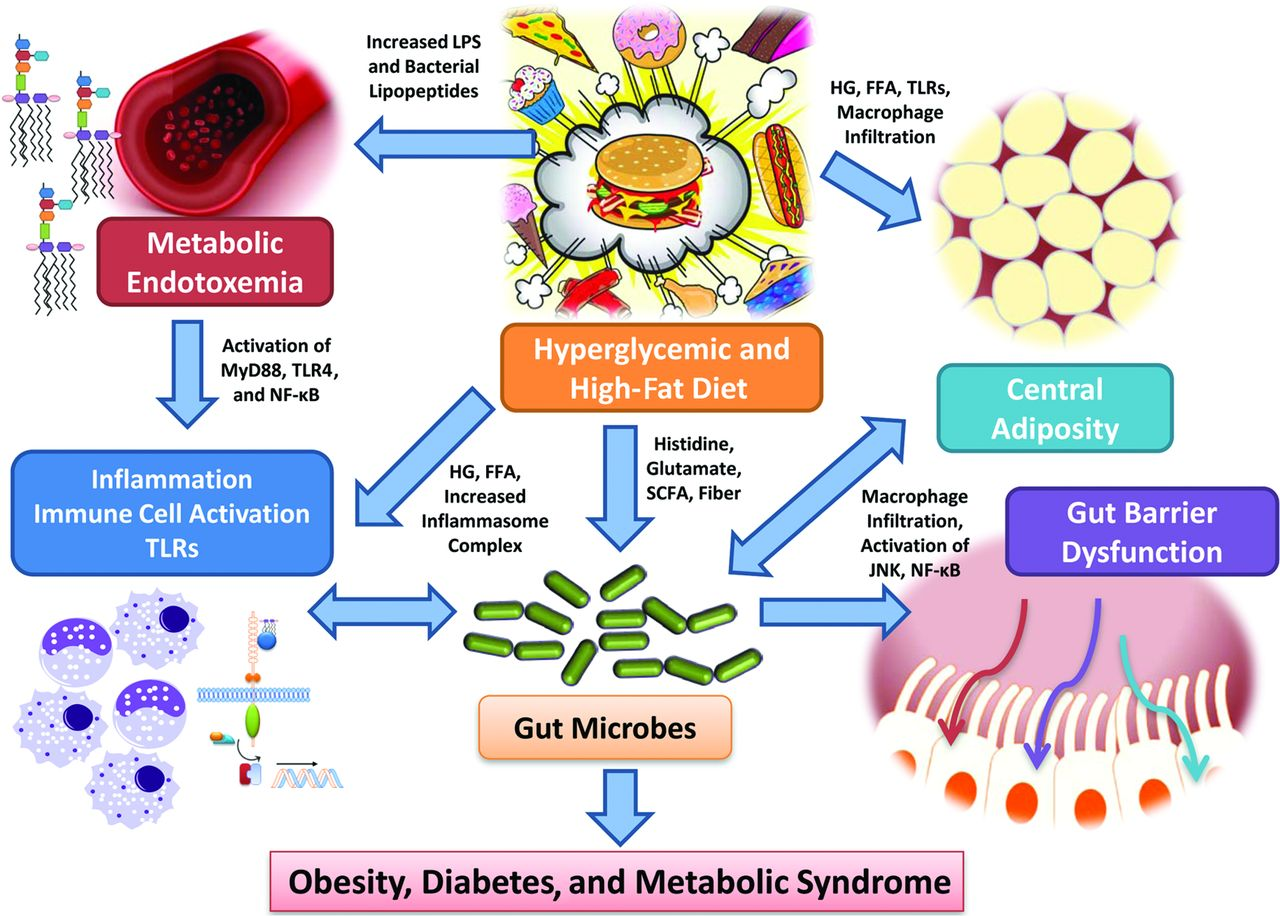 Increased LPS
and Bacterial
Lipopeptides
HG, FFA, TLRs,
Macrophage
Infiltration
Metabolic
Endotoxemia
Hyperglycemic and
High-Fat Diet
Central
Adiposity
Activation of
MyD88, TLR4,
and NF-κB
Inflammation
Immune Cell Activation
TLRs
HG, FFA,
Increased
Inflammasome
Complex
Histidine,
Glutamate,
SCFA, Fiber
Macrophage
Infiltration,
Activation of
JNK, NF-κB
Gut Barrier
Dysfunction
Gut Microbes
Obesity, Diabetes, and Metabolic Syndrome